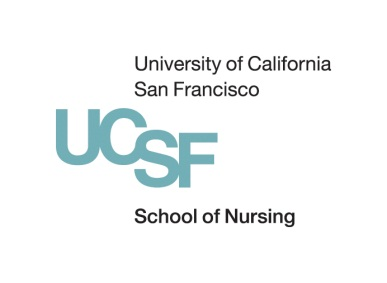 University of California
San Francisco
UCSF
School of Nursing